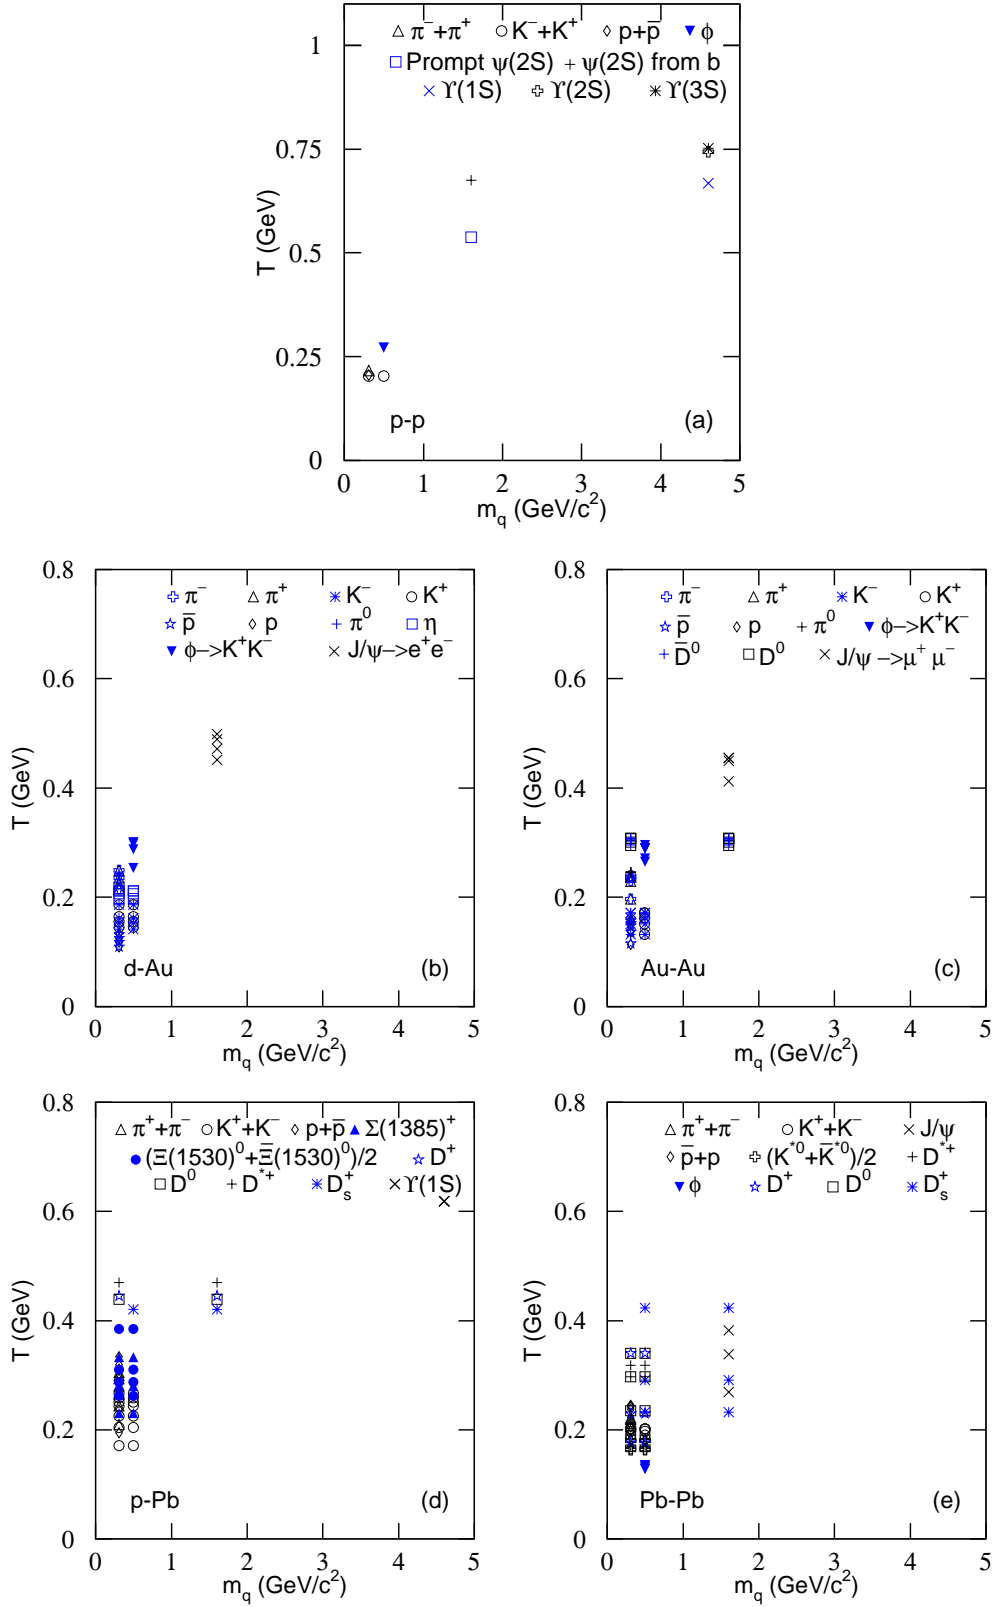 π⁻+π⁺ K⁻+K⁺ p+p̅ ϕ
Prompt ψ(2S) + ψ(2S) from b
ϒ(1S) ϒ(2S) ϒ(3S)
1
0.75
0.5
0.25
0
T (GeV)
p-p (a)
0 1 2 3 4 5
m_q (GeV/c²)
0.8
0.6
0.4
0.2
0
T (GeV)
π⁻ π⁺ K⁻ K⁺
p̅ p π⁰ η
ϕ−>K⁺K⁻ J/ψ−>e⁺e⁻
d-Au (b)
0 1 2 3 4 5
m_q (GeV/c²)
0.8
0.6
0.4
0.2
0
T (GeV)
π⁻ π⁺ K⁻ K⁺
p̅ p π⁰ ϕ−>K⁺K⁻
D̅⁰ D⁰ J/ψ −>μ⁺ μ⁻
Au-Au (c)
0 1 2 3 4 5
m_q (GeV/c²)
0.8
0.6
0.4
0.2
0
T (GeV)
π⁺+π⁻ K⁺+K⁻ p+p̅ Σ(1385)⁺
(Ξ(1530)⁰+Ξ̅(1530)⁰)/2 D⁺
D⁰ D*⁺ D_s⁺ ϒ(1S)
p-Pb (d)
0 1 2 3 4 5
m_q (GeV/c²)
0.8
0.6
0.4
0.2
0
T (GeV)
π⁺+π⁻ K⁺+K⁻ J/ψ
p̅+p (K*⁰+K̅*⁰)/2 D*⁺
ϕ D⁺ D⁰ D_s⁺
Pb-Pb (e)
0 1 2 3 4 5
m_q (GeV/c²)